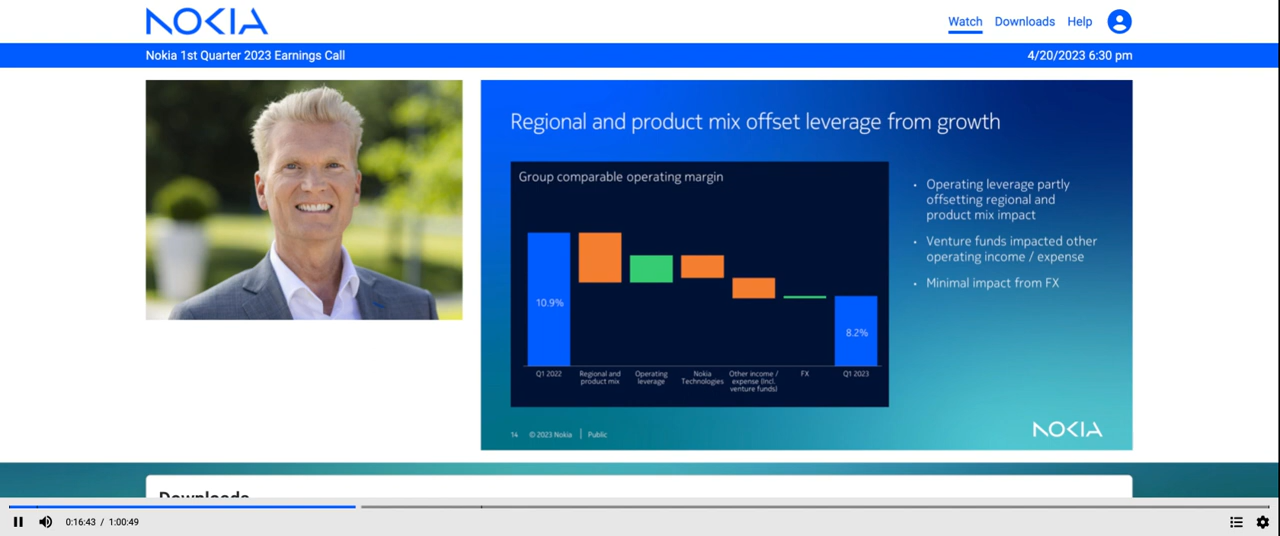 NOKIA
Watch Downloads Help
Nokia 1st Quarter 2023 Earnings Call
4/20/2023 6:30 pm
Regional and product mix offset leverage from growth
Group comparable operating margin
10.9%
8.2%
Q1 2022
Regional and
product mix
Operating
leverage
Nokia
Technologies
Other income /
expense (incl.
venture funds)
FX
Q1 2023
• Operating leverage partly
offsetting regional and
product mix impact
• Venture funds impacted other
operating income / expense
• Minimal impact from FX
14 © 2023 Nokia | Public
NOKIA
Downloads
0:16:43 / 1:00:49